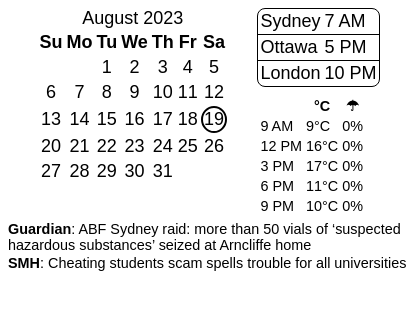 August 2023
Su Mo Tu We Th Fr Sa
1 2 3 4 5
6 7 8 9 10 11 12
13 14 15 16 17 18 19
20 21 22 23 24 25 26
27 28 29 30 31
Sydney 7 AM
Ottawa 5 PM
London 10 PM
°C ☂
9 AM 9°C 0%
12 PM 16°C 0%
3 PM 17°C 0%
6 PM 11°C 0%
9 PM 10°C 0%
Guardian: ABF Sydney raid: more than 50 vials of ‘suspected
hazardous substances’ seized at Arncliffe home
SMH: Cheating students scam spells trouble for all universities